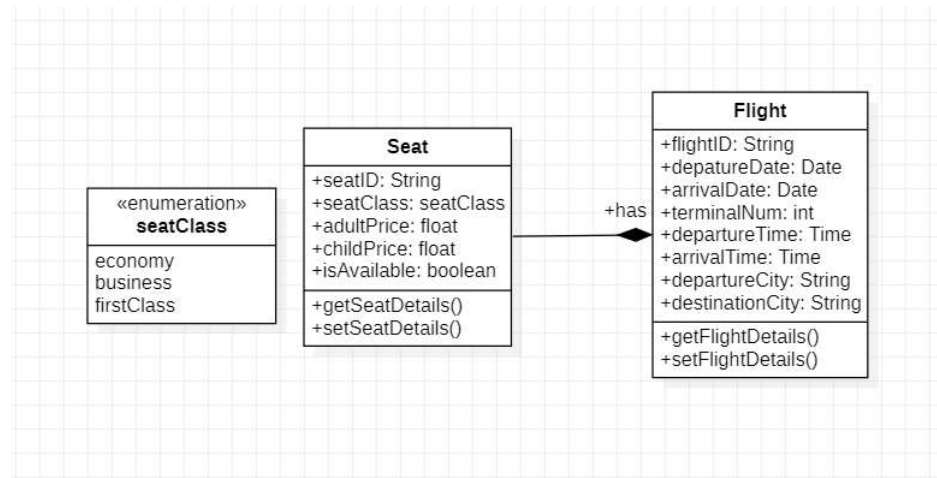 «enumeration»
seatClass
economy
business
firstClass
Seat
+seatID: String
+seatClass: seatClass
+adultPrice: float
+childPrice: float
+isAvailable: boolean
+getSeatDetails()
+setSeatDetails()
+has
Flight
+flightID: String
+depatureDate: Date
+arrivalDate: Date
+terminalNum: int
+departureTime: Time
+arrivalTime: Time
+departureCity: String
+destinationCity: String
+getFlightDetails()
+setFlightDetails()